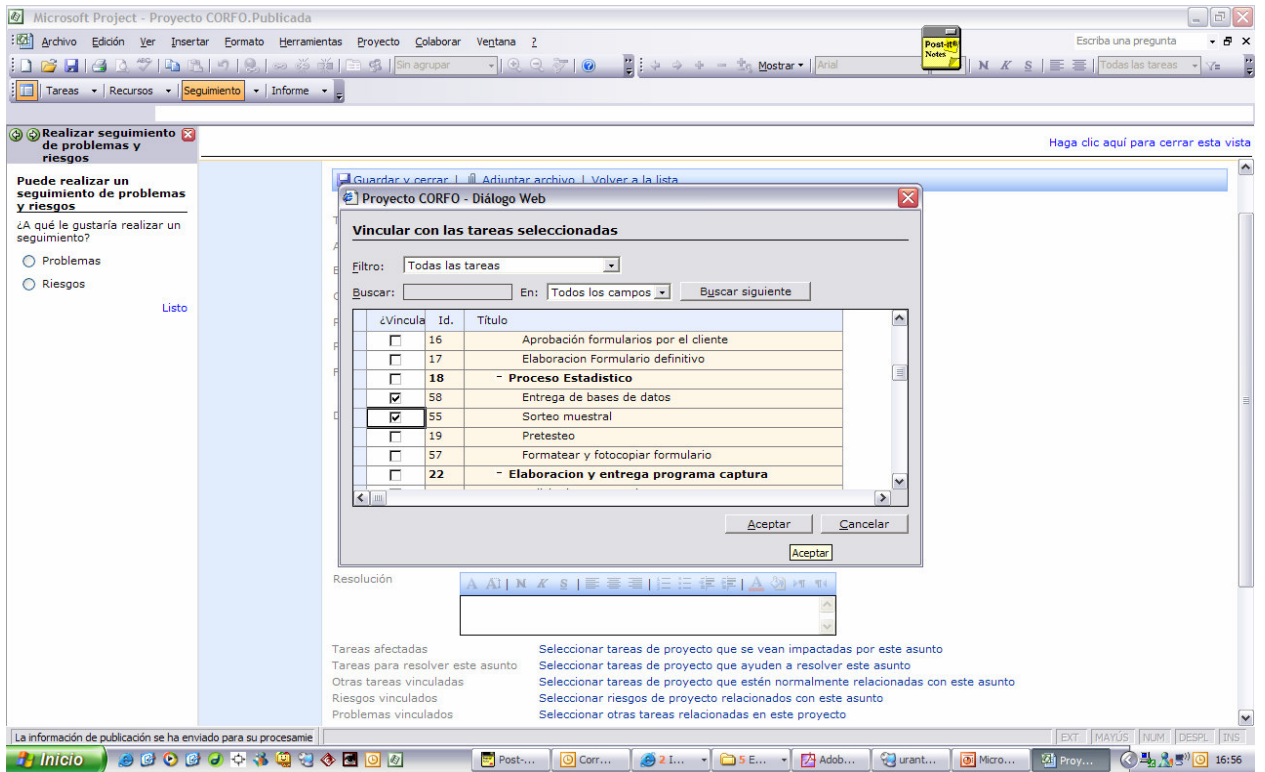 Microsoft Project - Proyecto CORFO.Publicada
Archivo Edición Ver Insertar Formato Herramientas Proyecto Colaborar Ventana ?
Post-it® Notes
Escriba una pregunta
Sin agrupar
Mostrar
Arial
N K S
Todas las tareas
Tareas Recursos Seguimiento Informe
Realizar seguimiento de problemas y riesgos
Haga clic aquí para cerrar esta vista
Puede realizar un
seguimiento de problemas
y riesgos
¿A qué le gustaría realizar un
seguimiento?
Problemas
Riesgos
Listo
Guardar y cerrar | Adjuntar archivo | Volver a la lista
Proyecto CORFO - Diálogo Web
Vincular con las tareas seleccionadas
Filtro: Todas las tareas
Buscar: En: Todos los campos Buscar siguiente
¿Vincula Id. Título
16 Aprobación formularios por el cliente
17 Elaboracion Formulario definitivo
18 - Proceso Estadistico
58 Entrega de bases de datos
55 Sorteo muestral
19 Pretesteo
57 Formatear y fotocopiar formulario
22 - Elaboracion y entrega programa captura
Aceptar Cancelar
Aceptar
Resolución
A A | N K S
Tareas afectadas Seleccionar tareas de proyecto que se vean impactadas por este asunto
Tareas para resolver este asunto Seleccionar tareas de proyecto que ayuden a resolver este asunto
Otras tareas vinculadas Seleccionar tareas de proyecto que estén normalmente relacionadas con este asunto
Riesgos vinculados Seleccionar riesgos de proyecto relacionados con este asunto
Problemas vinculados Seleccionar otras tareas relacionadas en este proyecto
La información de publicación se ha enviado para su procesamie
EXT MAYÚS NUM DESPL INS
Inicio Post-... Corr... 2 I... 5 E... Adob... urant... Micro... Proy... 16:56